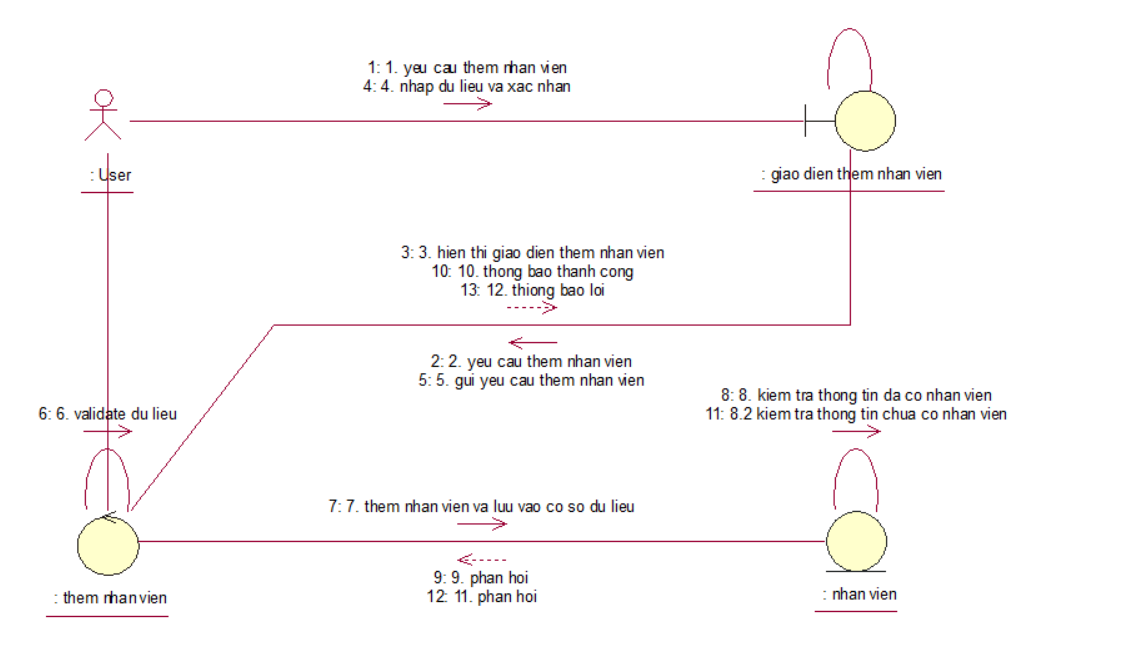 1: 1. yeu cau them nhan vien
4: 4. nhap du lieu va xac nhan
: User
: giao dien them nhan vien
3: 3. hien thi giao dien them nhan vien
10: 10. thong bao thanh cong
13: 12. thiong bao loi
2: 2. yeu cau them nhan vien
5: 5. gui yeu cau them nhan vien
8: 8. kiem tra thong tin da co nhan vien
11: 8.2 kiem tra thong tin chua co nhan vien
6: 6. validate du lieu
7: 7. them nhan vien va luu vao co so du lieu
9: 9. phan hoi
12: 11. phan hoi
: them nhan vien
: nhan vien